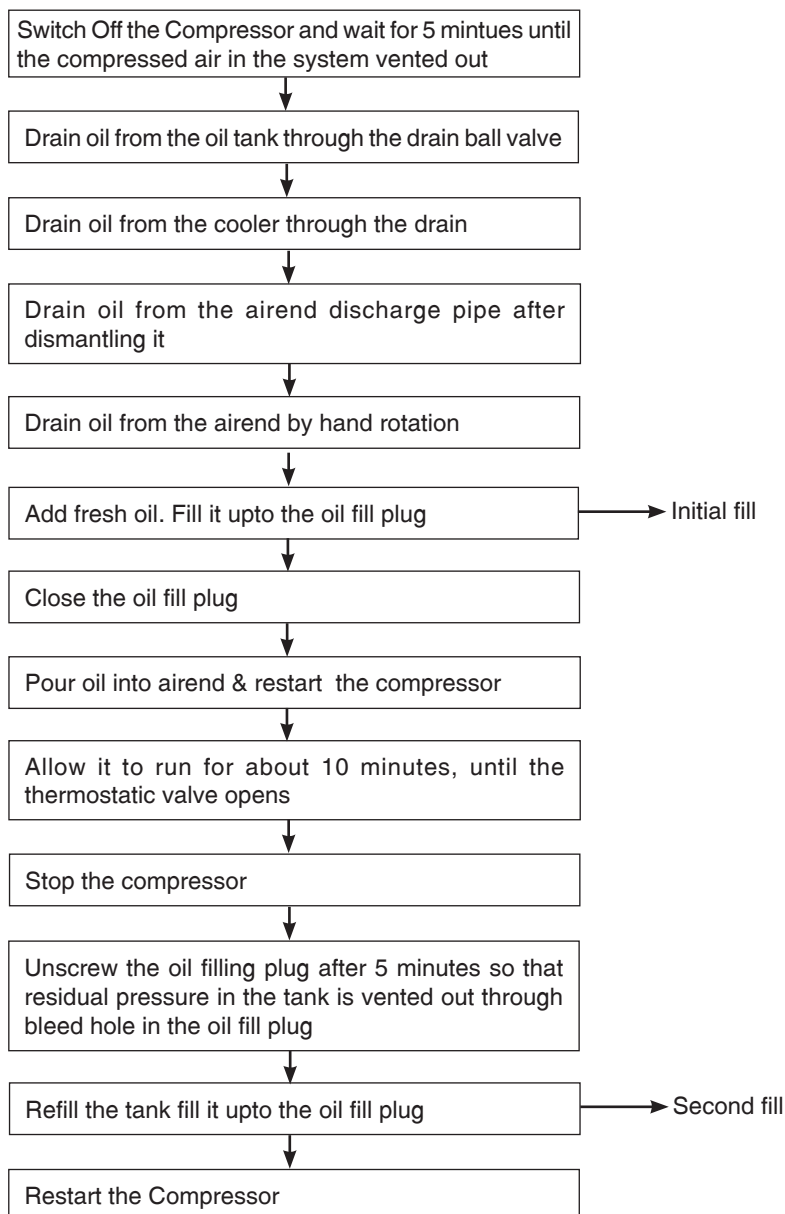 Switch Off the Compressor and wait for 5 mintues until
the compressed air in the system vented out
Drain oil from the oil tank through the drain ball valve
Drain oil from the cooler through the drain
Drain oil from the airend discharge pipe after
dismantling it
Drain oil from the airend by hand rotation
Add fresh oil. Fill it upto the oil fill plug
Initial fill
Close the oil fill plug
Pour oil into airend & restart the compressor
Allow it to run for about 10 minutes, until the
thermostatic valve opens
Stop the compressor
Unscrew the oil filling plug after 5 minutes so that
residual pressure in the tank is vented out through
bleed hole in the oil fill plug
Refill the tank fill it upto the oil fill plug
Second fill
Restart the Compressor